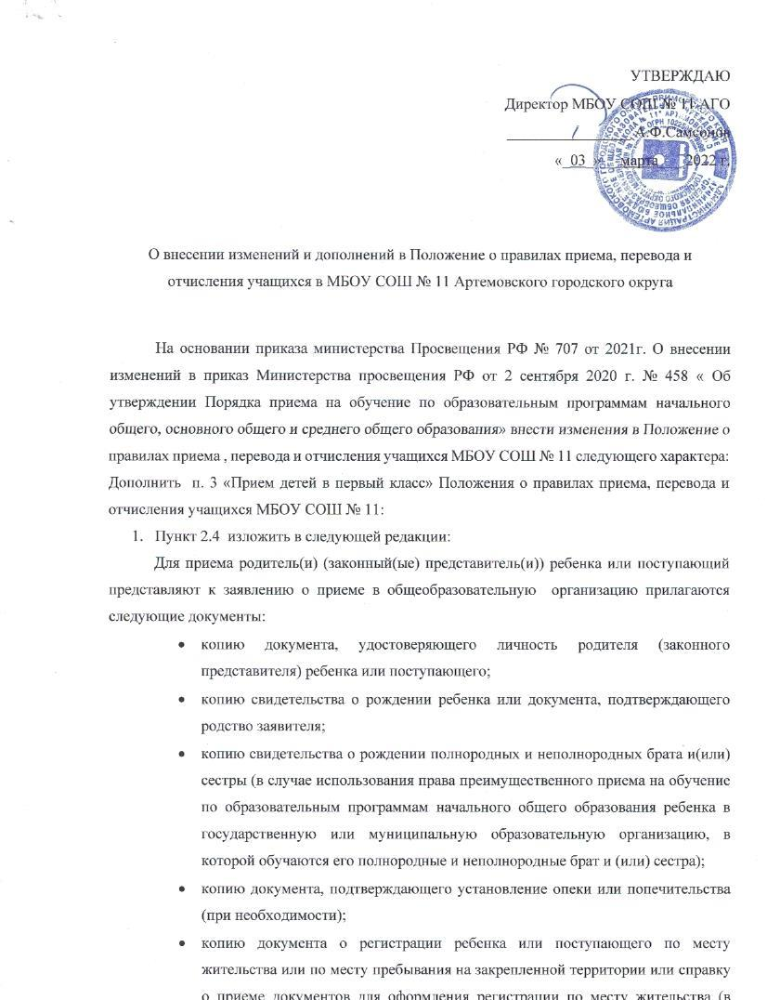 УТВЕРЖДАЮ
Директор МБОУ СОШ № 11 АГО
А.Ф.Самсонов
« 03 » марта 2022 г.
О внесении изменений и дополнений в Положение о правилах приема, перевода и
отчисления учащихся в МБОУ СОШ № 11 Артемовского городского округа
На основании приказа министерства Просвещения РФ № 707 от 2021г. О внесении
изменений в приказ Министерства просвещения РФ от 2 сентября 2020 г. № 458 « Об
утверждении Порядка приема на обучение по образовательным программам начального
общего, основного общего и среднего общего образования» внести изменения в Положение о
правилах приема , перевода и отчисления учащихся МБОУ СОШ № 11 следующего характера:
Дополнить п. 3 «Прием детей в первый класс» Положения о правилах приема, перевода и
отчисления учащихся МБОУ СОШ № 11:
1. Пункт 2.4 изложить в следующей редакции:
Для приема родитель(и) (законный(ые) представитель(и)) ребенка или поступающий
представляют к заявлению о приеме в общеобразовательную организацию прилагаются
следующие документы:
• копию документа, удостоверяющего личность родителя (законного
представителя) ребенка или поступающего;
• копию свидетельства о рождении ребенка или документа, подтверждающего
родство заявителя;
• копию свидетельства о рождении полнородных и неполнородных брата и(или)
сестры (в случае использования права преимущественного приема на обучение
по образовательным программам начального общего образования ребенка в
государственную или муниципальную образовательную организацию, в
которой обучаются его полнородные и неполнородные брат и (или) сестра);
• копию документа, подтверждающего установление опеки или попечительства
(при необходимости);
• копию документа о регистрации ребенка или поступающего по месту
жительства или по месту пребывания на закрепленной территории или справку
о приеме документов для оформления регистрации по месту жительства (в